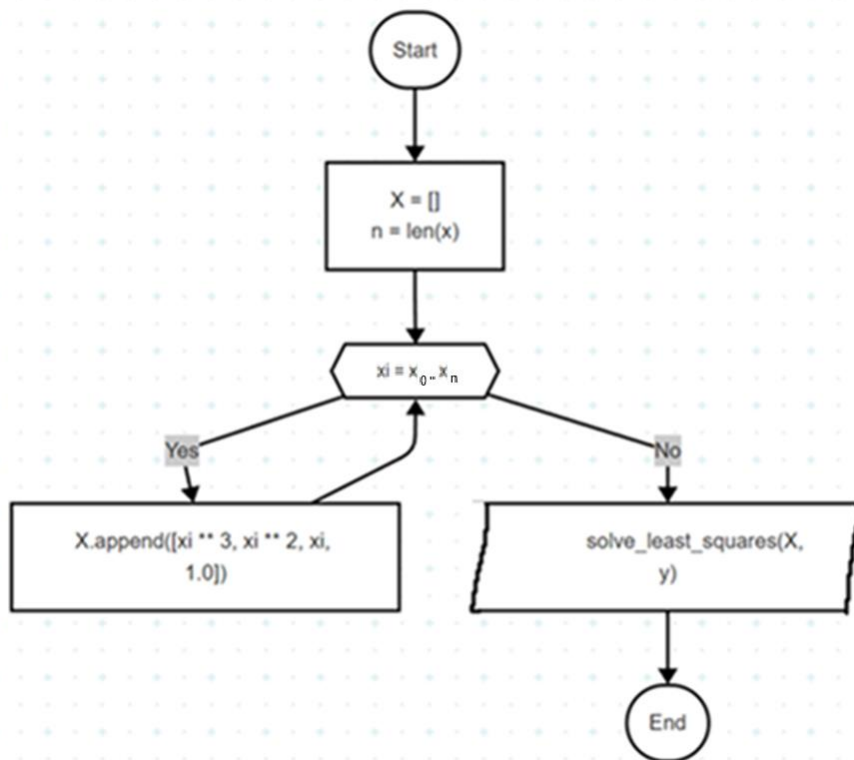 Start
X = []
n = len(x)
xi = x₀..xₙ
Yes
No
X.append([xi ** 3, xi ** 2, xi,
1.0])
solve_least_squares(X,
y)
End